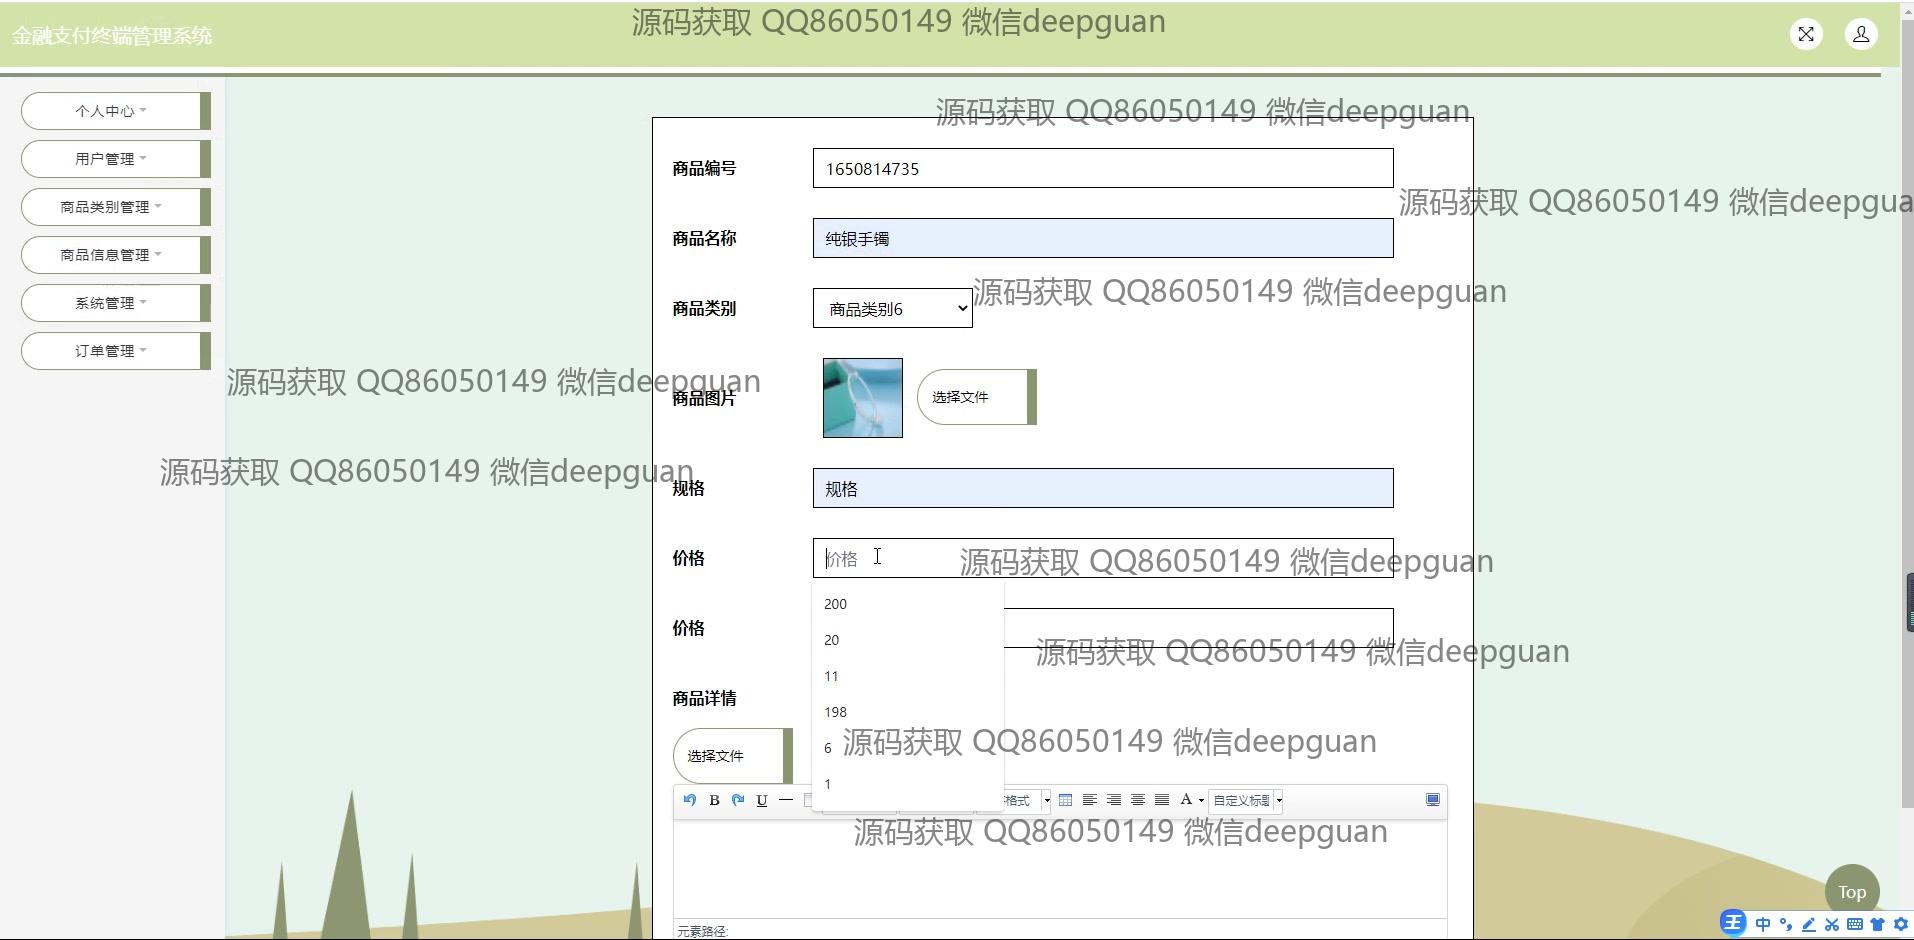 源码获取 QQ86050149 微信deepguan
金融支付终端管理系统
个人中心
用户管理
商品类别管理
商品信息管理
系统管理
订单管理
源码获取 QQ86050149 微信deepguan
商品编号
1650814735
源码获取 QQ86050149 微信deepgua
商品名称
纯银手镯
源码获取 QQ86050149 微信deepguan
商品类别
商品类别6
源码获取 QQ86050149 微信deepguan
商品图片
选择文件
源码获取 QQ86050149 微信deepguan
规格
规格
价格
价格
源码获取 QQ86050149 微信deepguan
200
价格
20
源码获取 QQ86050149 微信deepguan
11
商品详情
198
源码获取 QQ86050149 微信deepguan
6
选择文件
1
B U 格式 A 自定义标题
源码获取 QQ86050149 微信deepguan
Top
元素路径:
王 中